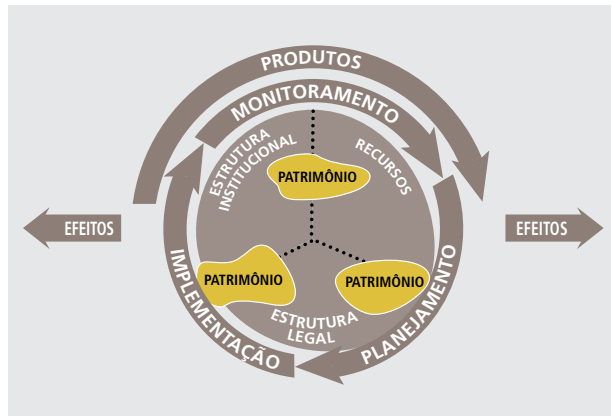 PRODUTOS
MONITORAMENTO
ESTRUTURA
INSTITUCIONAL
RECURSOS
PATRIMÔNIO
EFEITOS
EFEITOS
PATRIMÔNIO
PATRIMÔNIO
IMPLEMENTAÇÃO
PLANEJAMENTO
ESTRUTURA
LEGAL